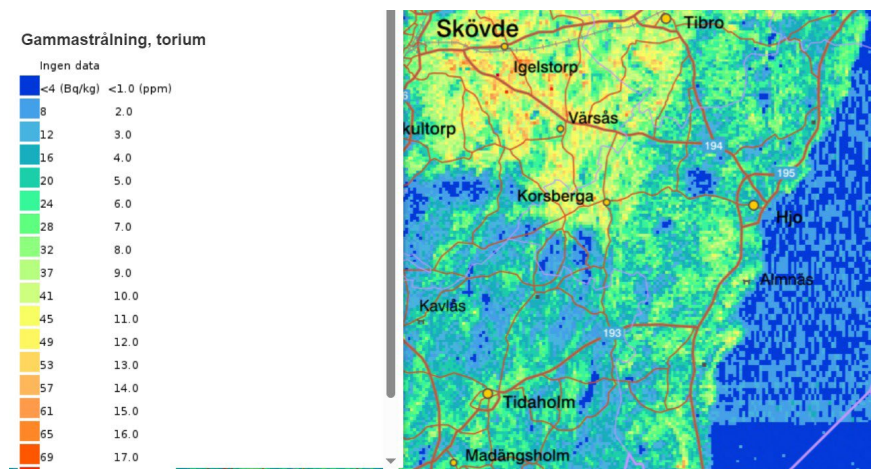 Gammastrålning, torium
Ingen data
<4 (Bq/kg) <1.0 (ppm)
8 2.0
12 3.0
16 4.0
20 5.0
24 6.0
28 7.0
32 8.0
37 9.0
41 10.0
45 11.0
49 12.0
53 13.0
57 14.0
61 15.0
65 16.0
69 17.0
Skövde
Tibro
Igelstorp
Värsås
kultorp
194
195
Korsberga
Hjo
Almnäs
Kavlås
193
Tidaholm
Madängsholm